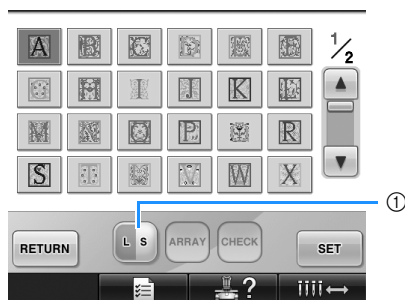 A B C D E F
1/2
G H I J K L
M N O P Q R
S T U V W X
①
RETURN L S ARRAY CHECK SET
?